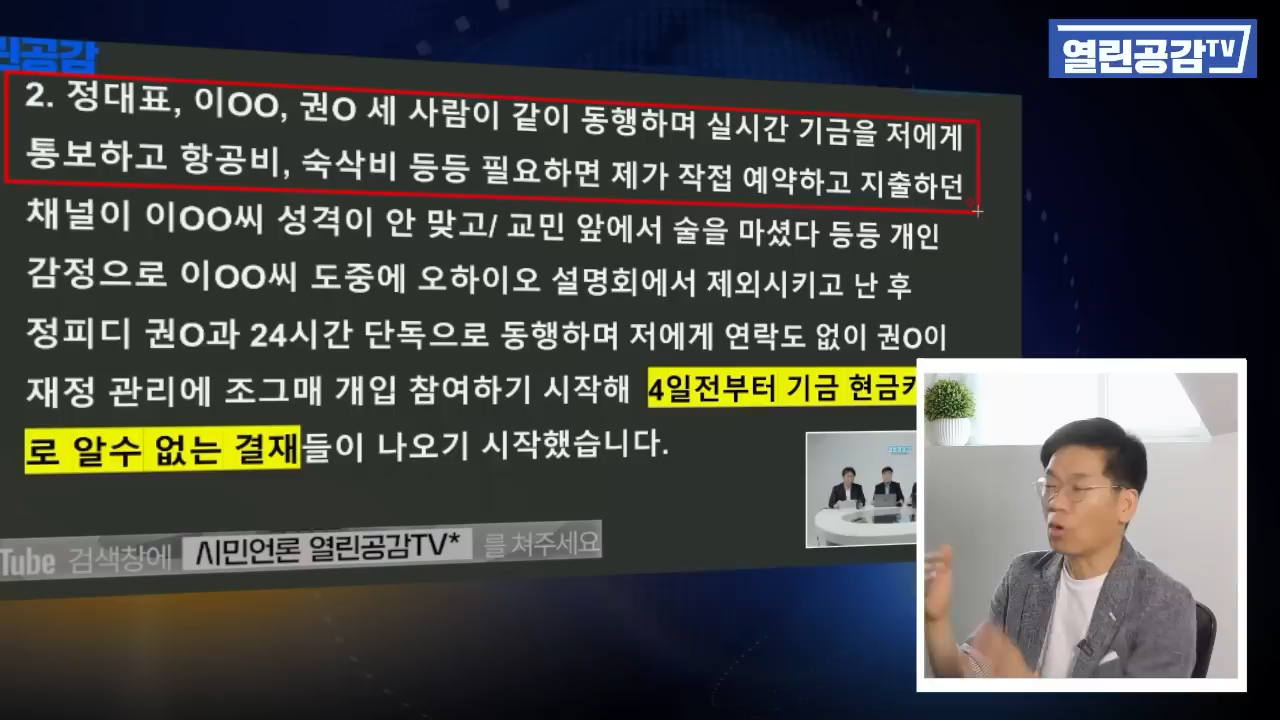 열린공감TV
린공감
2. 정대표, 이OO, 권O 세 사람이 같이 동행하며 실시간 기금을 저에게
통보하고 항공비, 숙삭비 등등 필요하면 제가 작접 예약하고 지출하던
채널이 이OO씨 성격이 안 맞고/ 교민 앞에서 술을 마셨다 등등 개인
감정으로 이OO씨 도중에 오하이오 설명회에서 제외시키고 난 후
정피디 권O과 24시간 단독으로 동행하며 저에게 연락도 없이 권O이
재정 관리에 조그매 개입 참여하기 시작해 4일전부터 기금 현금카
로 알수 없는 결재들이 나오기 시작했습니다.
Tube 검색창에 시민언론 열린공감TV* 를 쳐주세요